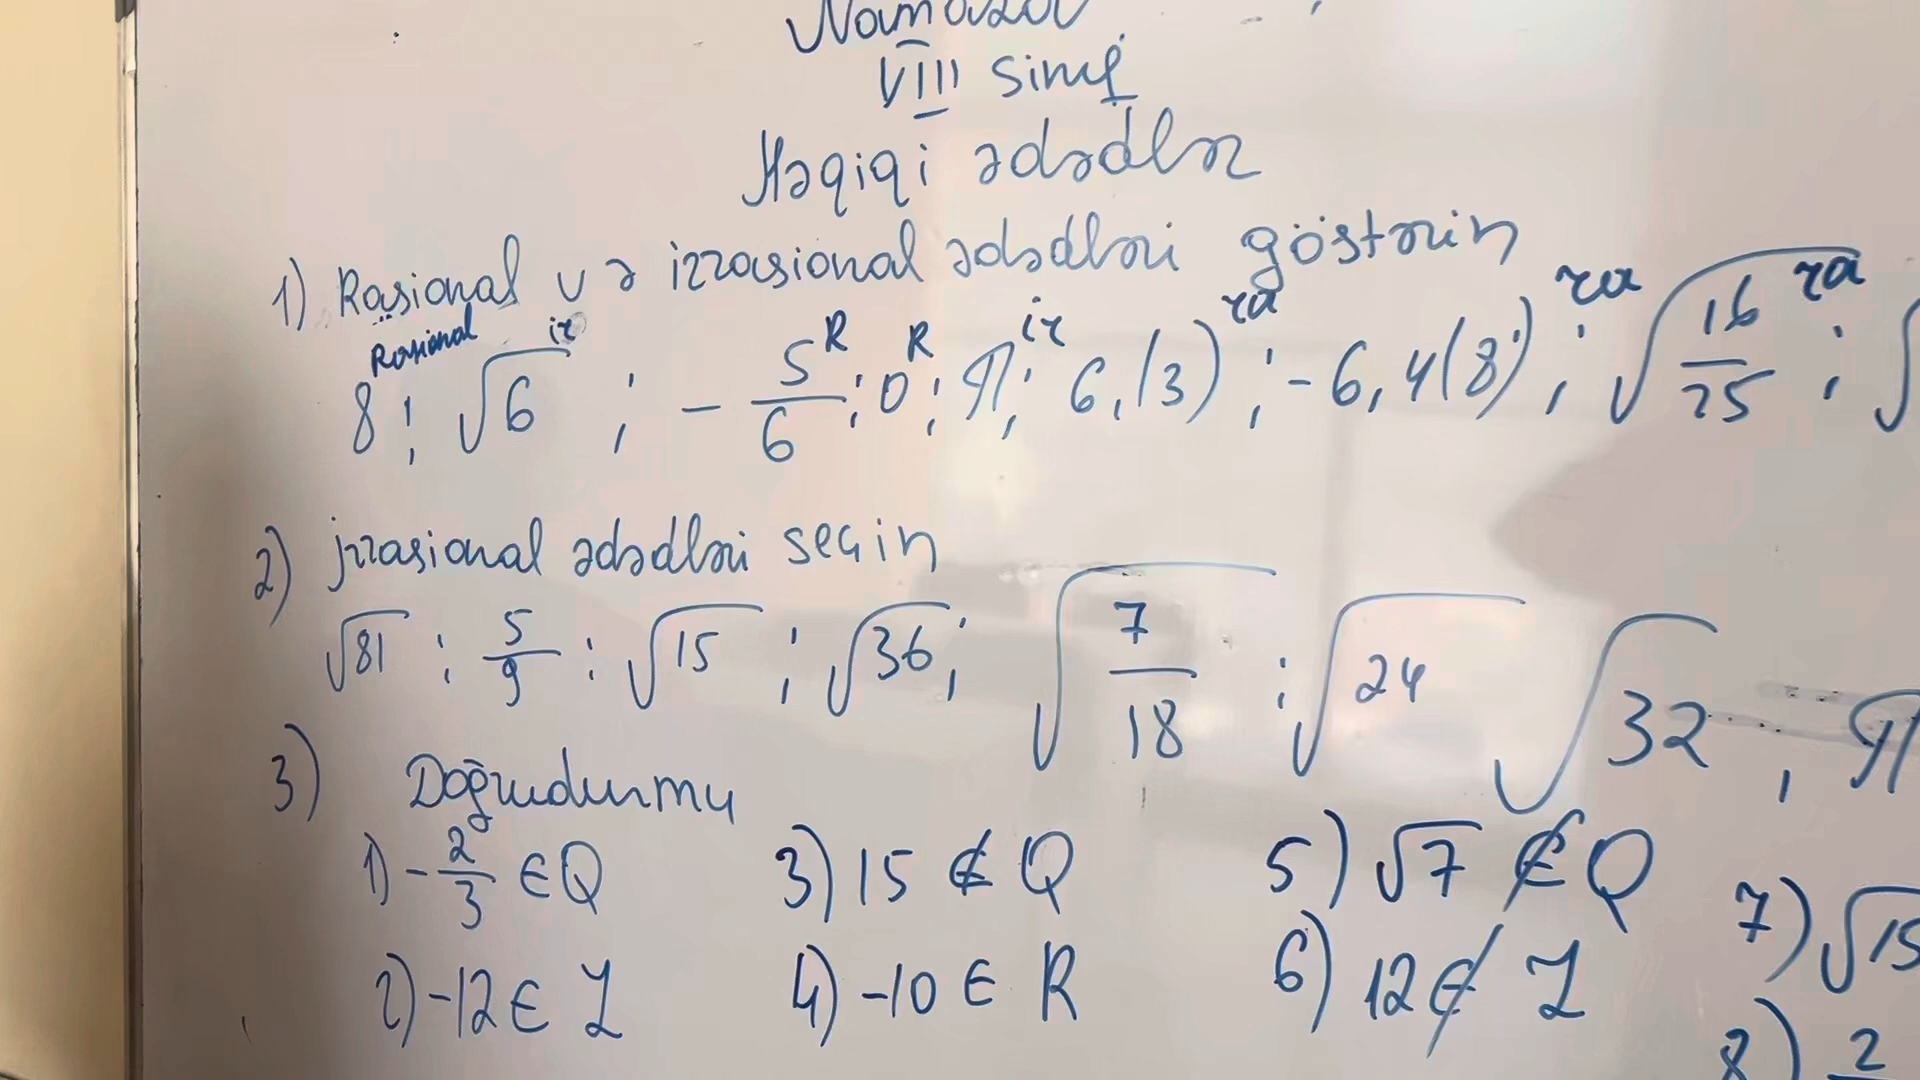 VIII sinif
Həqiqi ədədlər
1) Rasional və irrasional ədədləri göstərin
Rasional ir R R ir ra ra ra
8; √6 ; - 5/6; 0; π; 6,(3); -6,4(8); √16/25; √
2) irrasional ədədləri seçin
√81 ; 5/9 ; √15 ; √36; √7/18 ; √24 √32 , π
3) Doğrudurmu
1) -2/3 ∈ Q 3) 15 ∉ Q 5) √7 ∉ Q 7) √15
2) -12 ∈ Z 4) -10 ∈ R 6) 12 ∉ Z 8) 2